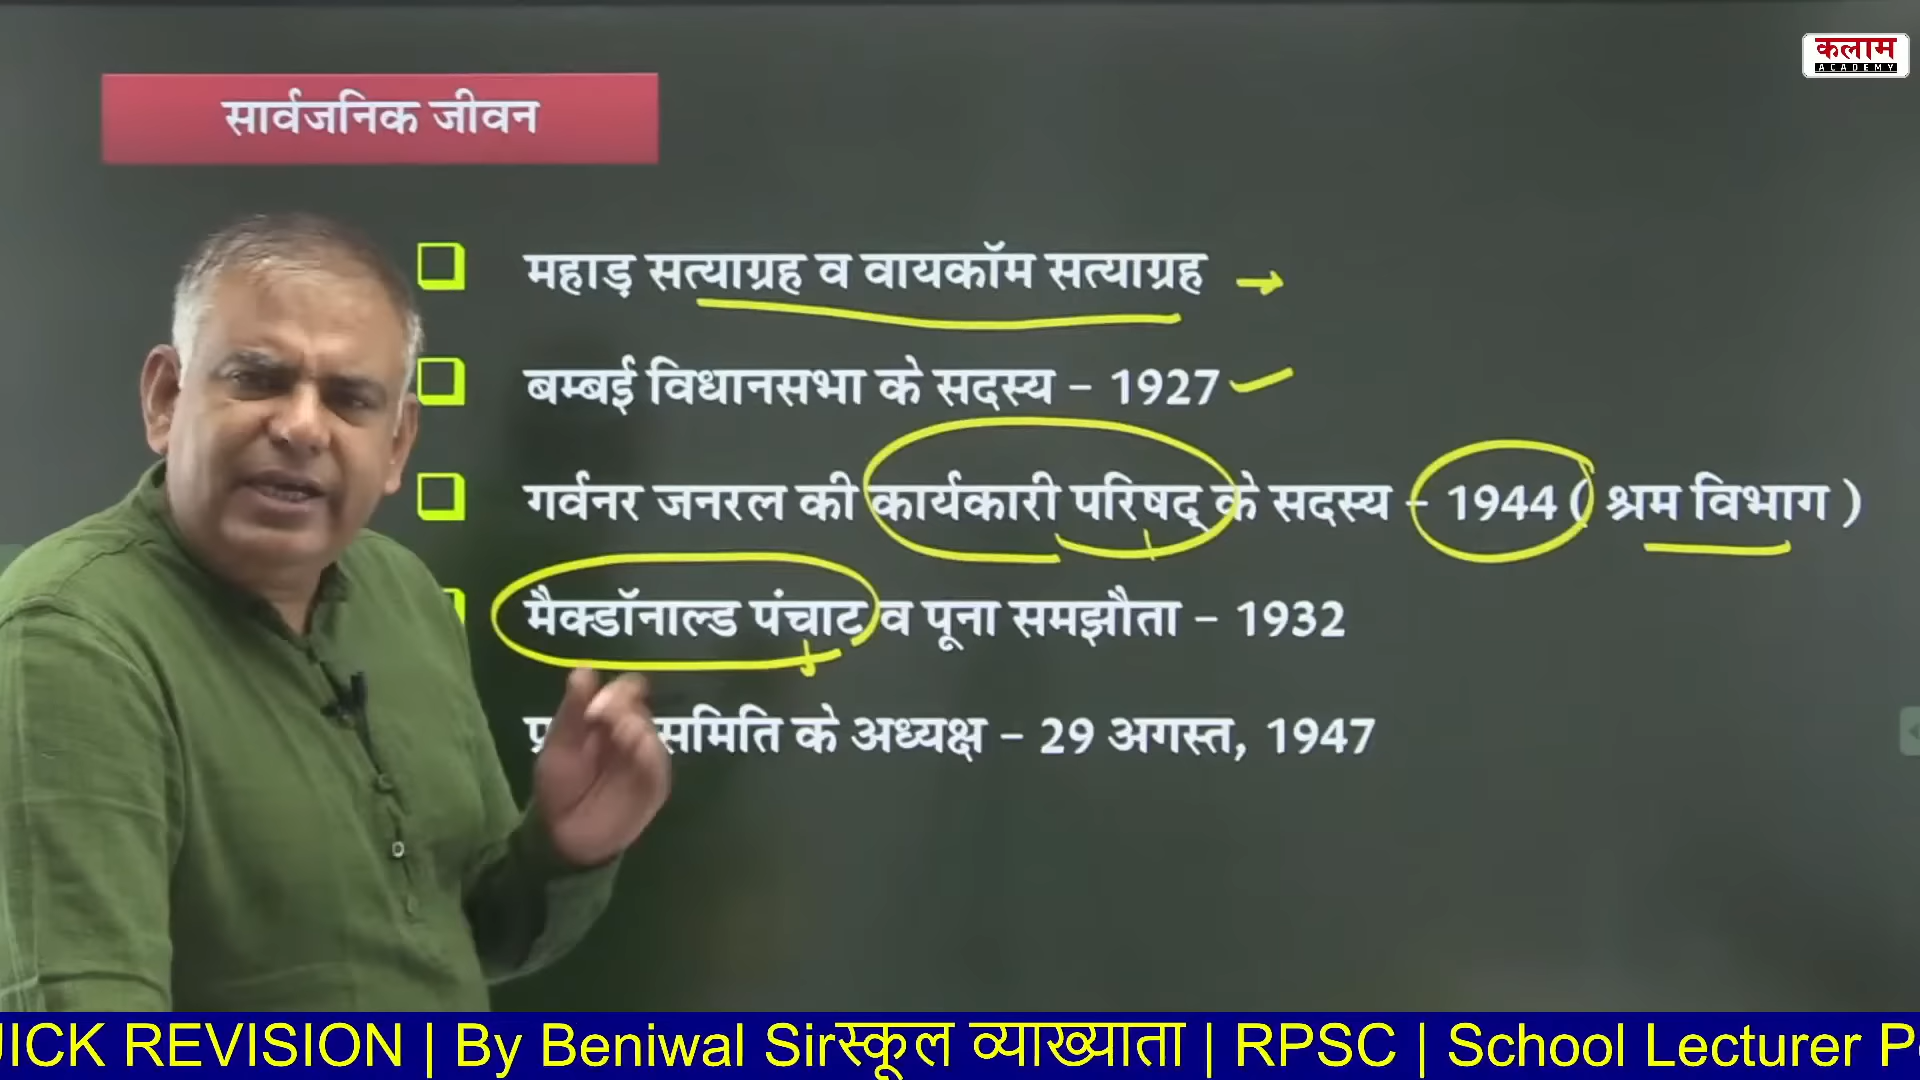 कलाम
ACADEMY
सार्वजनिक जीवन
महाड़ सत्याग्रह व वायकॉम सत्याग्रह →
बम्बई विधानसभा के सदस्य – 1927
गर्वनर जनरल की कार्यकारी परिषद् के सदस्य – 1944 ( श्रम विभाग )
मैक्डॉनाल्ड पंचाट व पूना समझौता – 1932
समिति के अध्यक्ष – 29 अगस्त, 1947
UICK REVISION | By Beniwal Sirस्कूल व्याख्याता | RPSC | School Lecturer